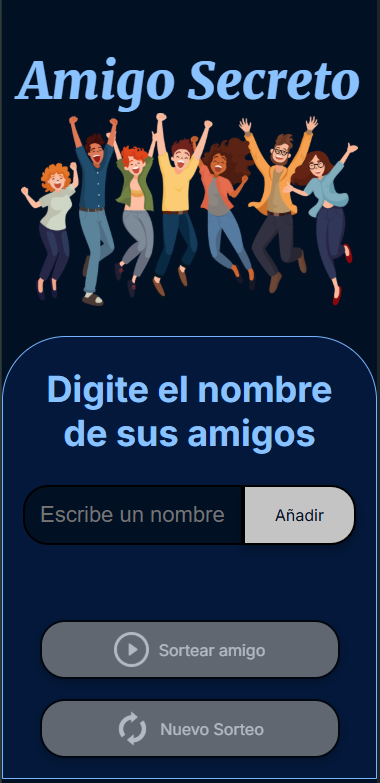 Amigo Secreto
Digite el nombre
de sus amigos
Escribe un nombre
Añadir
Sortear amigo
Nuevo Sorteo